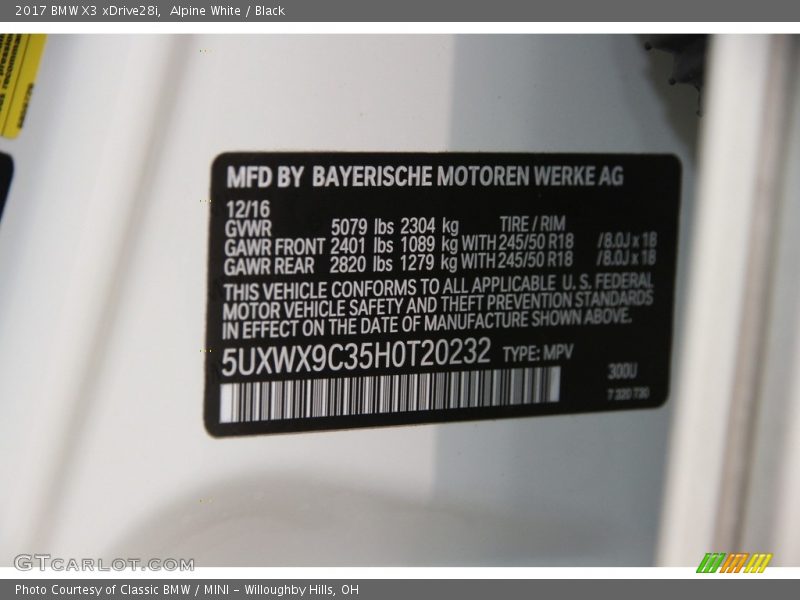 2017 BMW X3 xDrive28i,  Alpine White / Black
MFD BY BAYERISCHE MOTOREN WERKE AG
12/16
GVWR 5079 lbs 2304 kg TIRE / RIM
GAWR FRONT 2401 lbs 1089 kg WITH 245/50 R18 /8.0J x 18
GAWR REAR 2820 lbs 1279 kg WITH 245/50 R18 /8.0J x 18
THIS VEHICLE CONFORMS TO ALL APPLICABLE U. S. FEDERAL
MOTOR VEHICLE SAFETY AND THEFT PREVENTION STANDARDS
IN EFFECT ON THE DATE OF MANUFACTURE SHOWN ABOVE.
5UXWX9C35H0T20232 TYPE: MPV
300U
7 320 730
GTCARLOT.COM
Photo Courtesy of Classic BMW / MINI - Willoughby Hills, OH